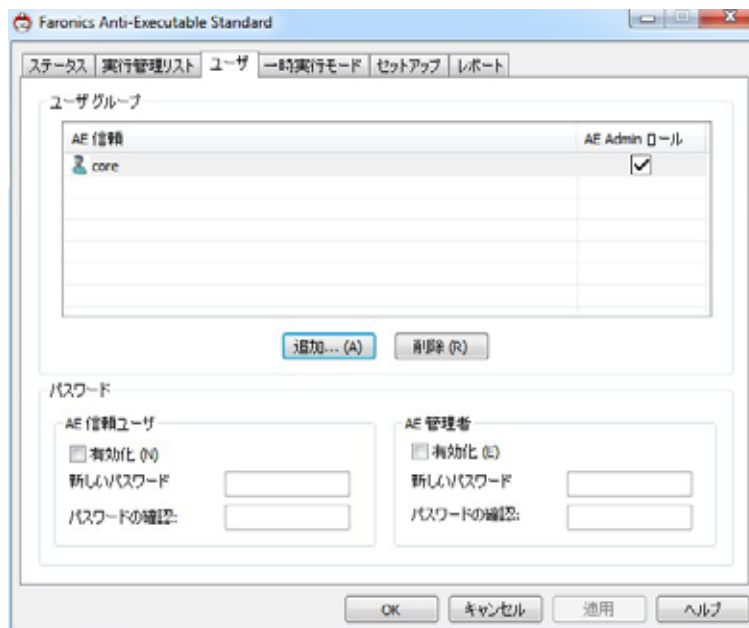 Faronics Anti-Executable Standard
ステータス 実行管理リスト ユーザ 一時実行モード セットアップ レポート
ユーザ グループ
AE 信頼 AE Admin ロール
core
追加... (A) 削除 (R)
パスワード
AE 信頼ユーザ
有効化 (N)
新しいパスワード
パスワードの確認:
AE 管理者
有効化 (E)
新しいパスワード
パスワードの確認:
OK キャンセル 適用 ヘルプ